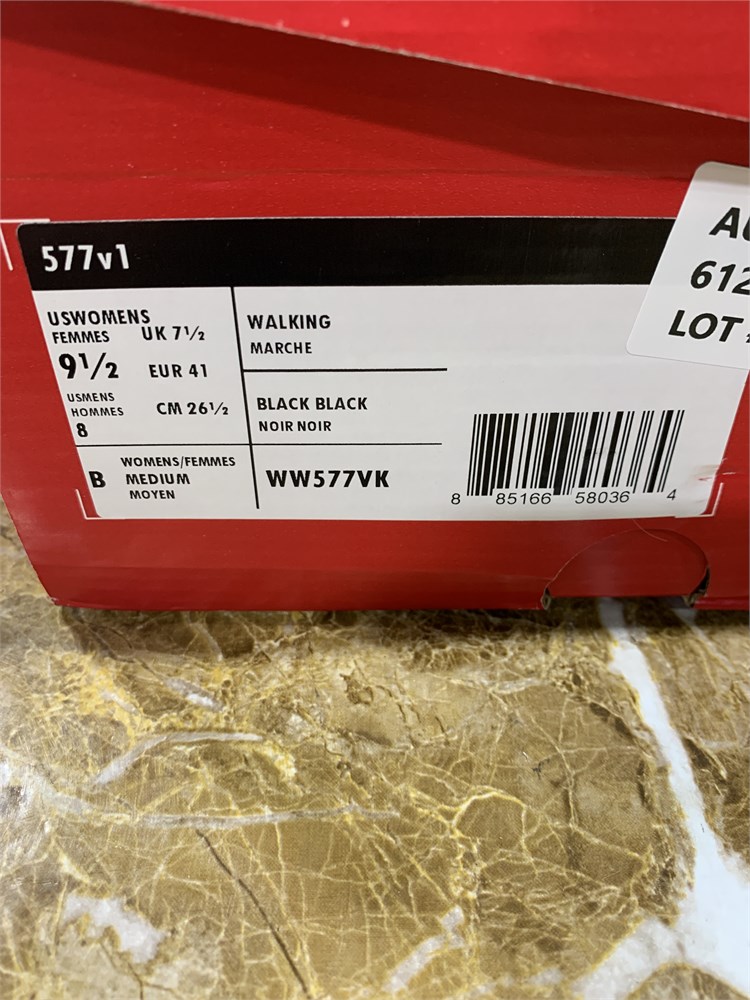 577v1
USWOMENS
FEMMES
9½
UK 7½
EUR 41
USMENS
HOMMES
8
CM 26½
B
WOMENS/FEMMES
MEDIUM
MOYEN
WALKING
MARCHE
BLACK BLACK
NOIR NOIR
WW577VK
8 85166 58036 4
LOT